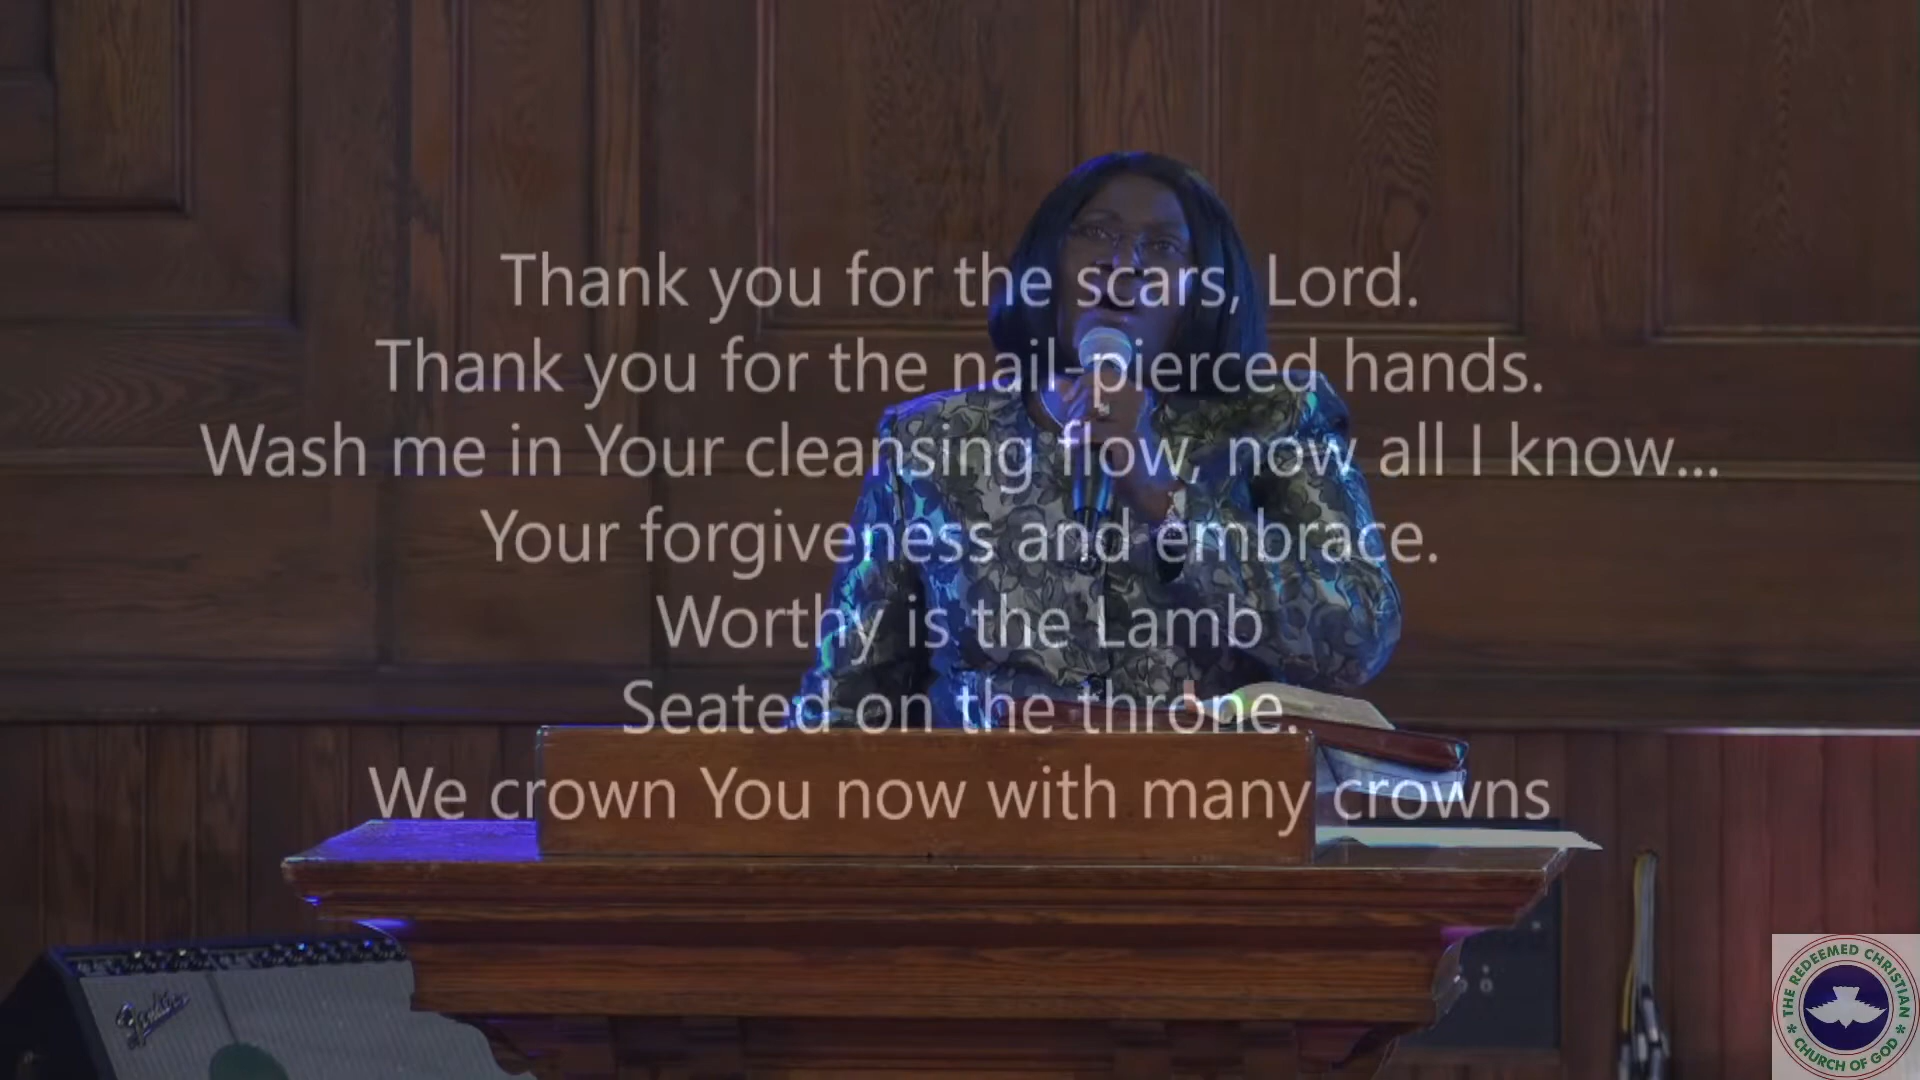 Thank you for the scars, Lord.
Thank you for the nail-pierced hands.
Wash me in Your cleansing flow, now all I know...
Your forgiveness and embrace.
Worthy is the Lamb
Seated on the throne.
We crown You now with many crowns
Fender
THE REDEEMED CHRISTIAN
* CHURCH OF GOD *